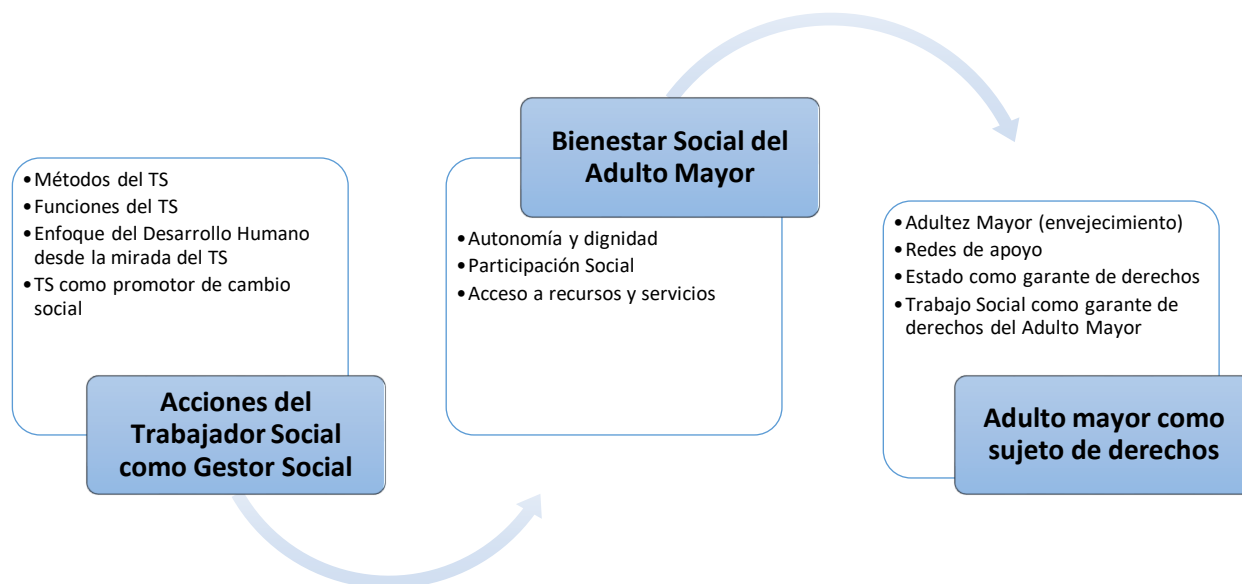 •Métodos del TS
•Funciones del TS
•Enfoque del Desarrollo Humano
desde la mirada del TS
•TS como promotor de cambio
social
Acciones del
Trabajador Social
como Gestor Social
Bienestar Social del
Adulto Mayor
•Autonomía y dignidad
•Participación Social
•Acceso a recursos y servicios
•Adultez Mayor (envejecimiento)
•Redes de apoyo
•Estado como garante de derechos
•Trabajo Social como garante de
derechos del Adulto Mayor
Adulto mayor como
sujeto de derechos